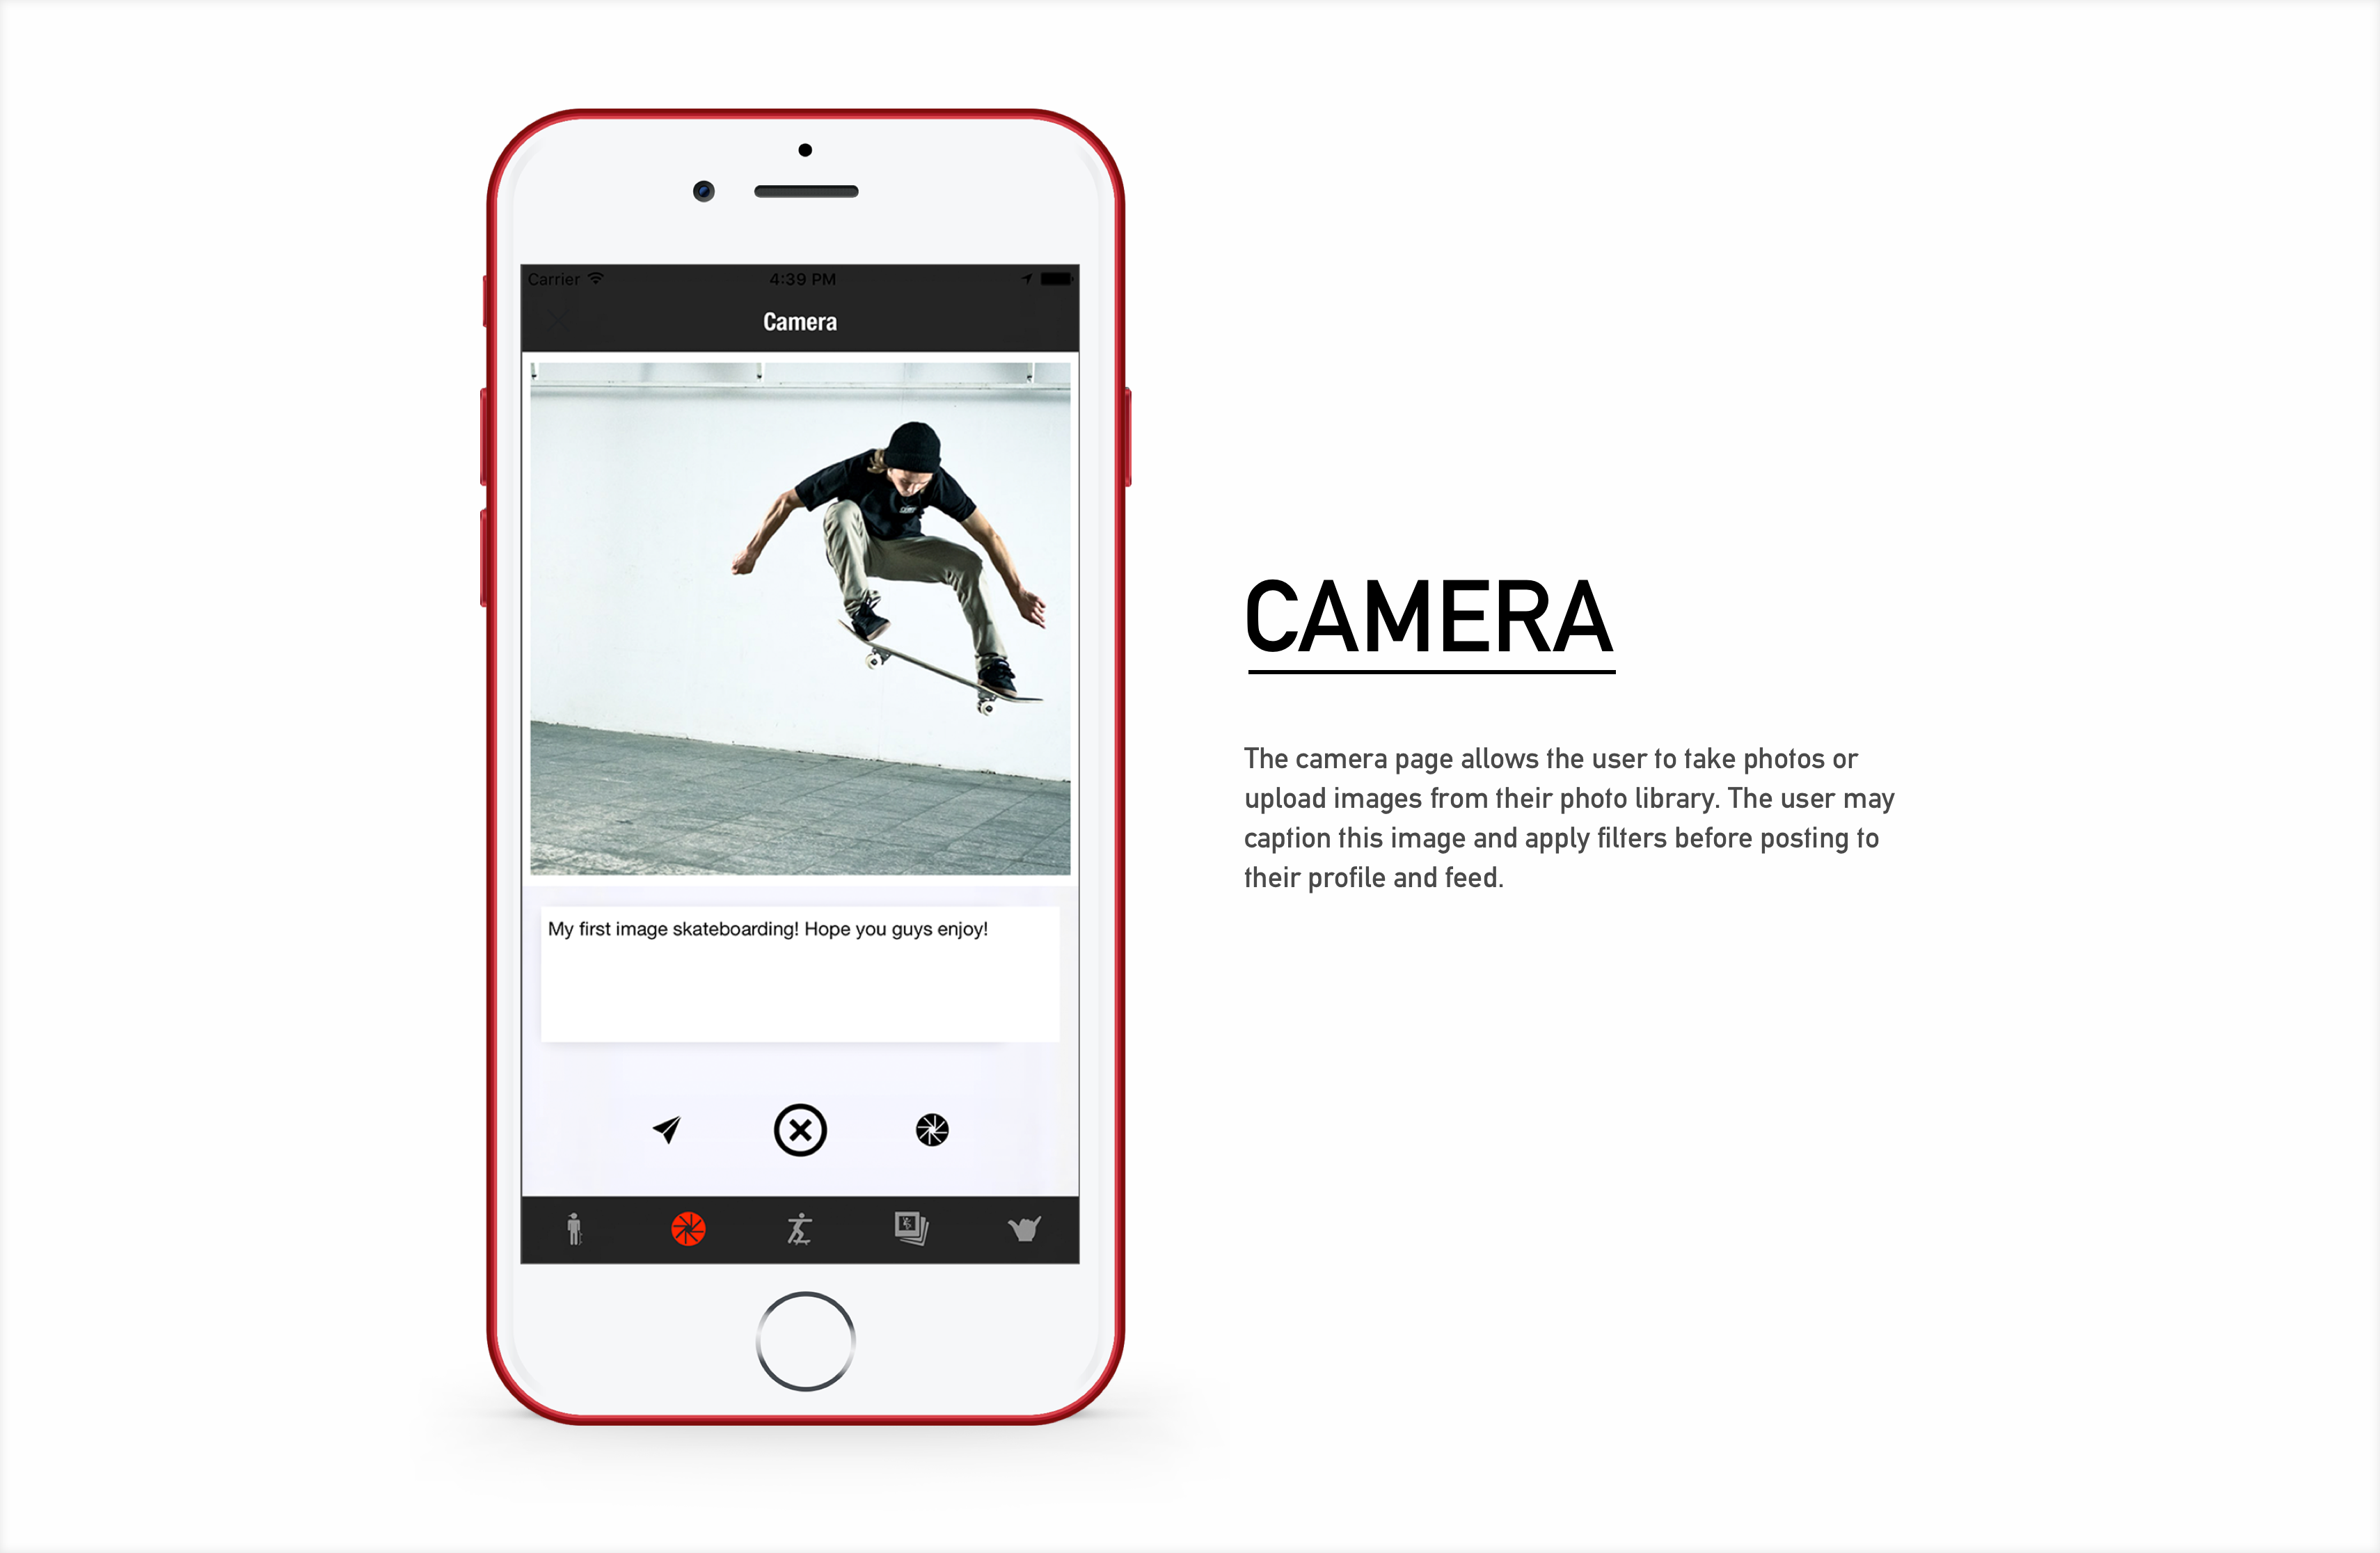 Carrier
4:39 PM
Camera
My first image skateboarding! Hope you guys enjoy!
CAMERA
The camera page allows the user to take photos or
upload images from their photo library. The user may
caption this image and apply filters before posting to
their profile and feed.